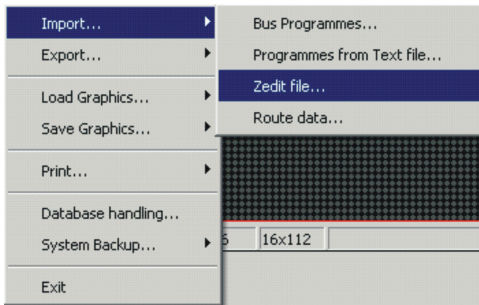 Import...
Export...
Load Graphics...
Save Graphics...
Print...
Database handling...
System Backup...
Exit
Bus Programmes...
Programmes from Text file...
Zedit file...
Route data...
6
16x112